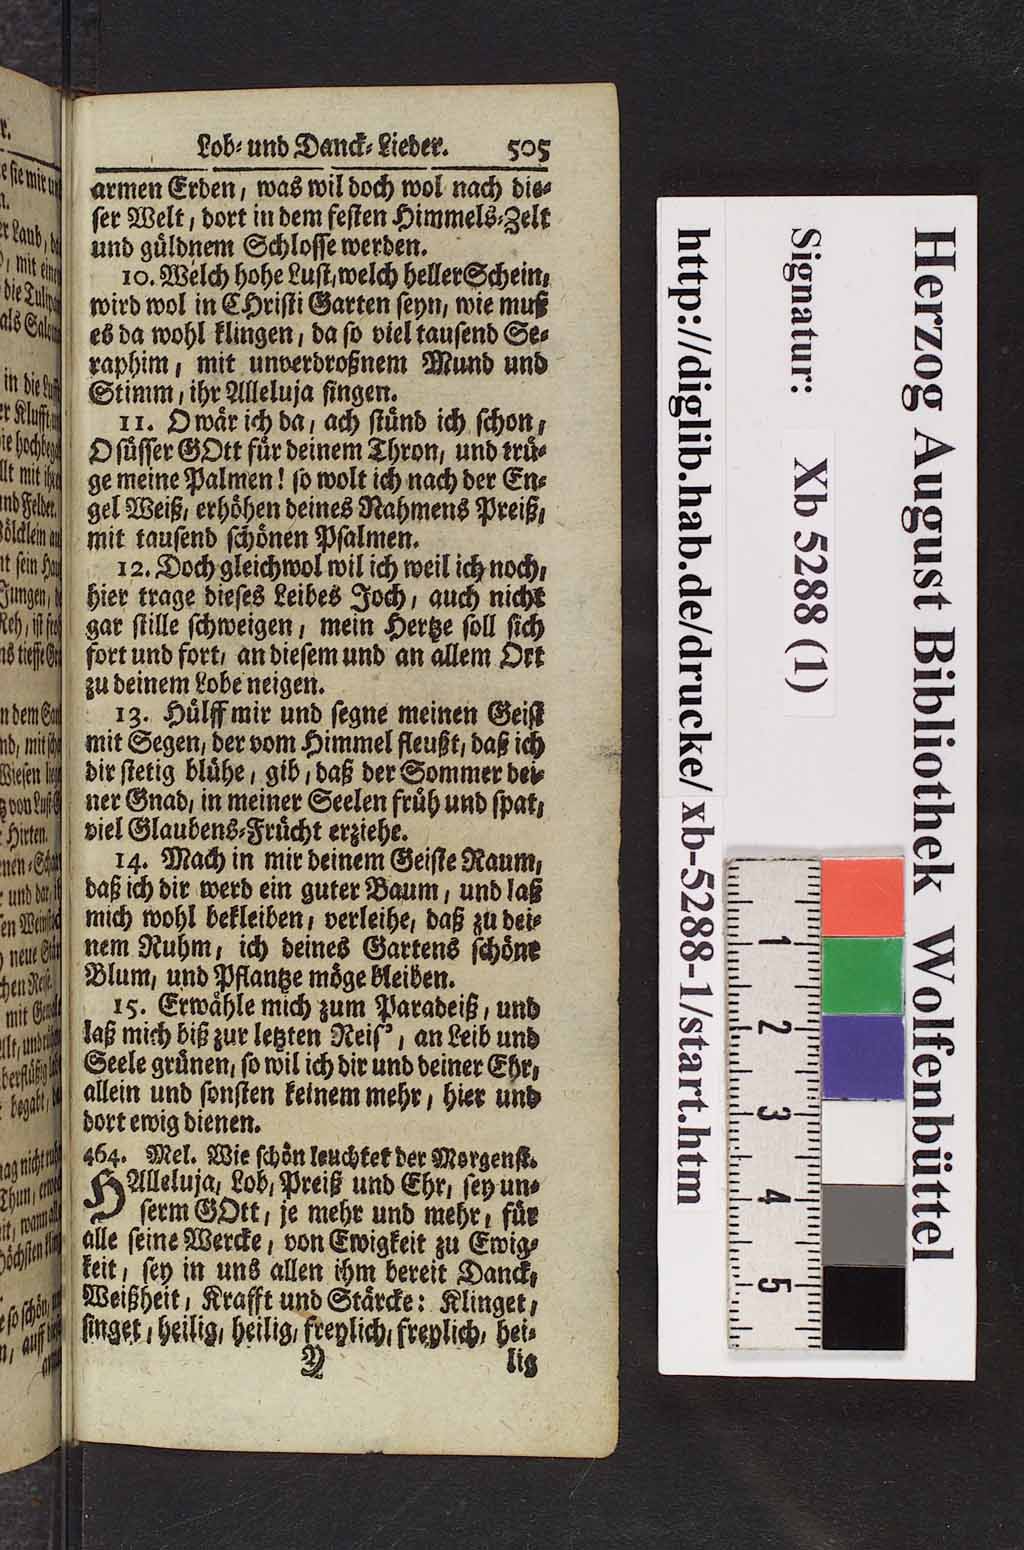 Lob- und Danck-Lieder. 505
armen Erden, was wil doch wol nach die-
ser Welt, dort in dem festen Himmels-Zelt
und güldnem Schlosse werden.
10. Welch hohe Lust, welch heller Schein,
wird wol in CHristi Garten seyn, wie muß
es da wohl klingen, da so viel tausend Se-
raphim, mit unverdroßnem Mund und
Stimm, ihr Alleluja singen.
11. O wär ich da, ach stünd ich schon,
O süsser GOtt für deinem Thron, und trü-
ge meine Palmen! so wolt ich nach der En-
gel Weiß, erhöhen deines Nahmens Preiß,
mit tausend schönen Psalmen.
12. Doch gleichwol wil ich weil ich noch,
hier trage dieses Leibes Joch, auch nicht
gar stille schweigen, mein Hertze soll sich
fort und fort, an diesem und an allem Ort
zu deinem Lobe neigen.
13. Hülff mir und segne meinen Geist
mit Segen, der vom Himmel fleußt, daß ich
dir stetig blühe, gib, daß der Sommer dei-
ner Gnad, in meiner Seelen früh und spat,
viel Glaubens-Frücht erziehe.
14. Mach in mir deinem Geiste Raum,
daß ich dir werd ein guter Baum, und laß
mich wohl bekleiben, verleihe, daß zu dei-
nem Ruhm, ich deines Gartens schöne
Blum, und Pflantze möge bleiben.
15. Erwähle mich zum Paradeiß, und
laß mich biß zur letzten Reis', an Leib und
Seele grünen, so wil ich dir und deiner Ehr,
allein und sonsten keinem mehr, hier und
dort ewig dienen.
464. Mel. Wie schön leuchtet der Morgenst.
HAlleluja, Lob, Preiß und Ehr, sey un-
serm GOtt, je mehr und mehr, für
alle seine Wercke, von Ewigkeit zu Ewig-
keit, sey in uns allen ihm bereit Danck,
Weißheit, Krafft und Stärcke: Klinget,
singet, heilig, heilig, freylich, freylich, hei-
Y lig
Herzog August Bibliothek Wolfenbüttel
Signatur: Xb 5288 (1)
http://diglib.hab.de/drucke/xb-5288-1/start.htm
1
2
3
4
5